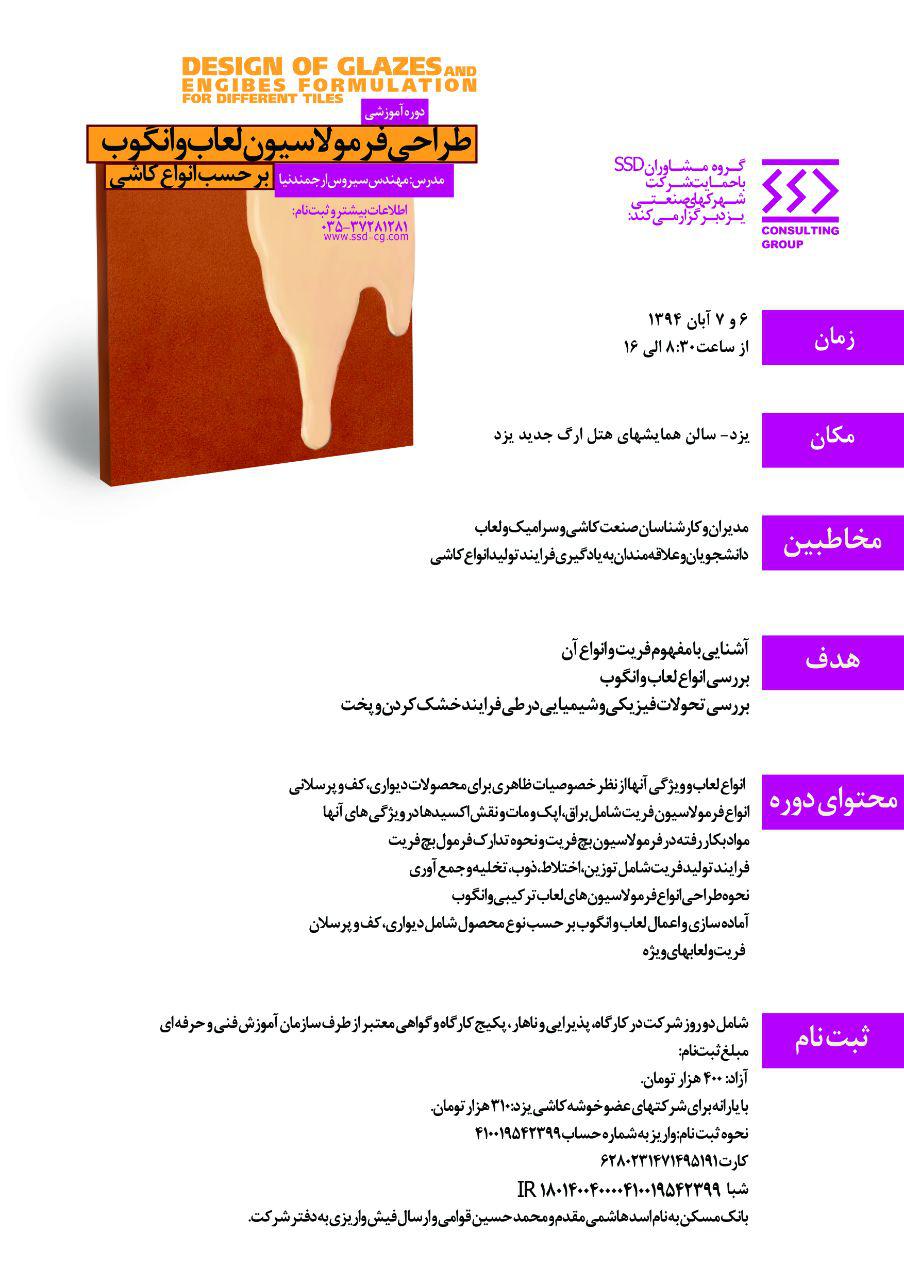 DESIGN OF GLAZES AND
ENGIBES FORMULATION
FOR DIFFERENT TILES
دوره آموزشی
طراحی فرمولاسیون لعاب و انگوب
بر حسب انواع کاشی
مدرس: مهندس سیروس ارجمندنیا
اطلاعات بیشتر و ثبت نام:
۰۳۵-۳۷۲۸۱۲۸۱
www.ssd-cg.com
گروه مشاوران SSD
با حمایت شرکت
شهرکهای صنعتی
یزد برگزار می کند:
SSD
CONSULTING
GROUP
زمان
۶ و ۷ آبان ۱۳۹۴
از ساعت ۸:۳۰ الی ۱۶
مکان
یزد- سالن همایشهای هتل ارگ جدید یزد
مخاطبین
مدیران و کارشناسان صنعت کاشی و سرامیک و لعاب
دانشجویان و علاقه مندان به یادگیری فرایند تولید انواع کاشی
هدف
آشنایی با مفهوم فریت و انواع آن
بررسی انواع لعاب و انگوب
بررسی تحولات فیزیکی و شیمیایی در طی فرایند خشک کردن و پخت
محتوای دوره
انواع لعاب و ویژگی آنها از نظر خصوصیات ظاهری برای محصولات دیواری، کف و پرسلانی
انواع فرمولاسیون فریت شامل براق، اپک و مات و نقش اکسیدها در ویژگی های آنها
مواد بکار رفته در فرمولاسیون بچ فریت و نحوه تدارک فرمول بچ فریت
فرایند تولید فریت شامل توزین، اختلاط، ذوب، تخلیه و جمع آوری
نحوه طراحی انواع فرمولاسیون های لعاب ترکیبی و انگوب
آماده سازی و اعمال لعاب و انگوب بر حسب نوع محصول شامل دیواری، کف و پرسلان
فریت و لعابهای ویژه
ثبت نام
شامل دو روز شرکت در کارگاه، پذیرایی و ناهار، پکیج کارگاه و گواهی معتبر از طرف سازمان آموزش فنی و حرفه ای
مبلغ ثبت نام:
آزاد: ۴۰۰ هزار تومان.
با یارانه برای شرکتهای عضو خوشه کاشی یزد: ۳۱۰ هزار تومان.
نحوه ثبت نام: واریز به شماره حساب ۴۱۰۰۱۹۵۴۲۳۹۹
کارت ۶۲۸۰۲۳۱۴۷۱۴۹۵۱۹۱
شبا IR ۱۸۰۱۴۰۰۴۰۰۰۰۴۱۰۰۱۹۵۴۲۳۹۹
بانک مسکن به نام اسد هاشمی مقدم و محمد حسین قوامی و ارسال فیش واریزی به دفتر شرکت.